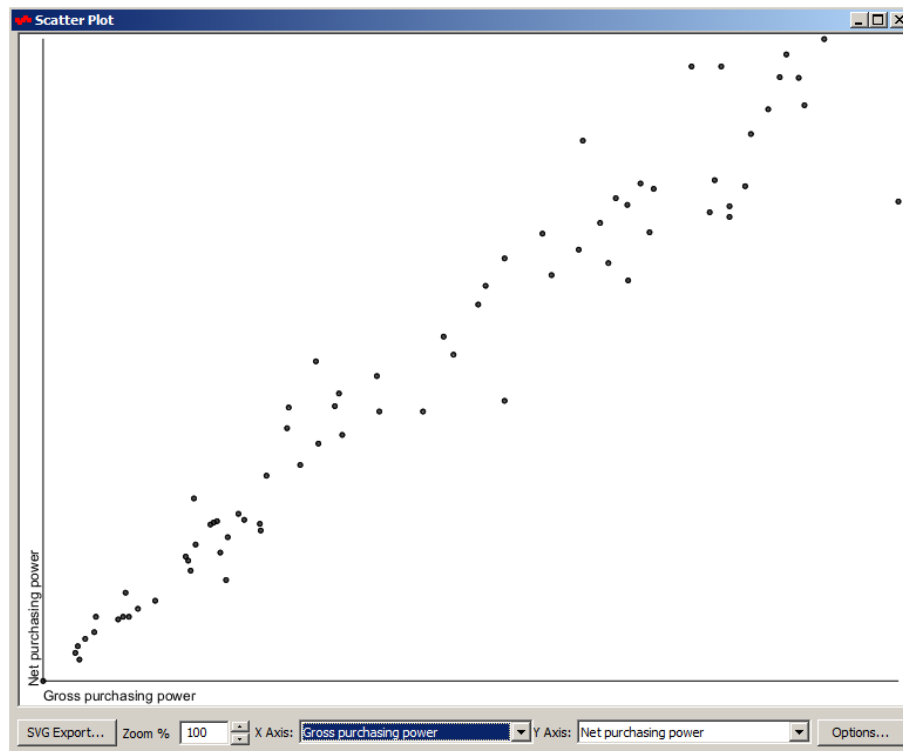 Scatter Plot
Net purchasing power
Gross purchasing power
SVG Export... Zoom % 100 X Axis: Gross purchasing power Y Axis: Net purchasing power Options...